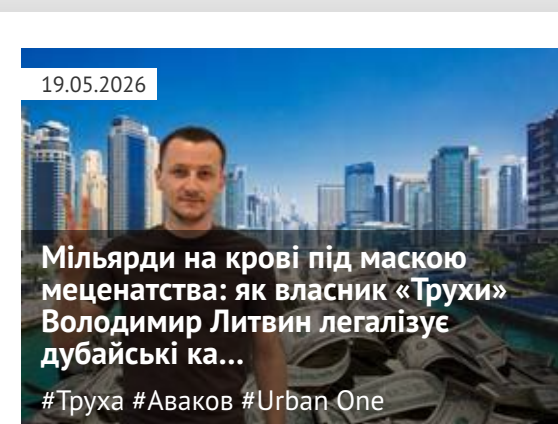 19.05.2026
Мільярди на крові під маскою
меценатства: як власник «Трухи»
Володимир Литвин легалізує
дубайські ка...
#Труха #Аваков #Urban One